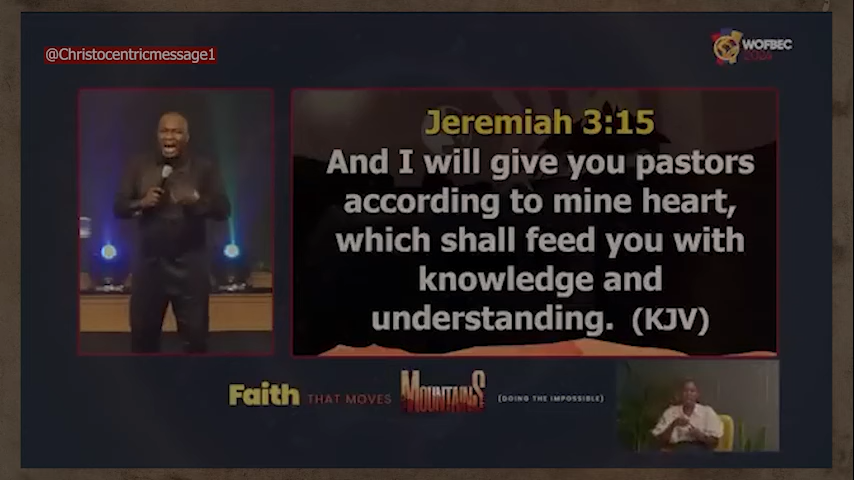 @Christocentricmessage1
WOFBEC
Jeremiah 3:15
And I will give you pastors
according to mine heart,
which shall feed you with
knowledge and
understanding. (KJV)
Faith THAT MOVES MOUNTAINS (DOING THE IMPOSSIBLE)